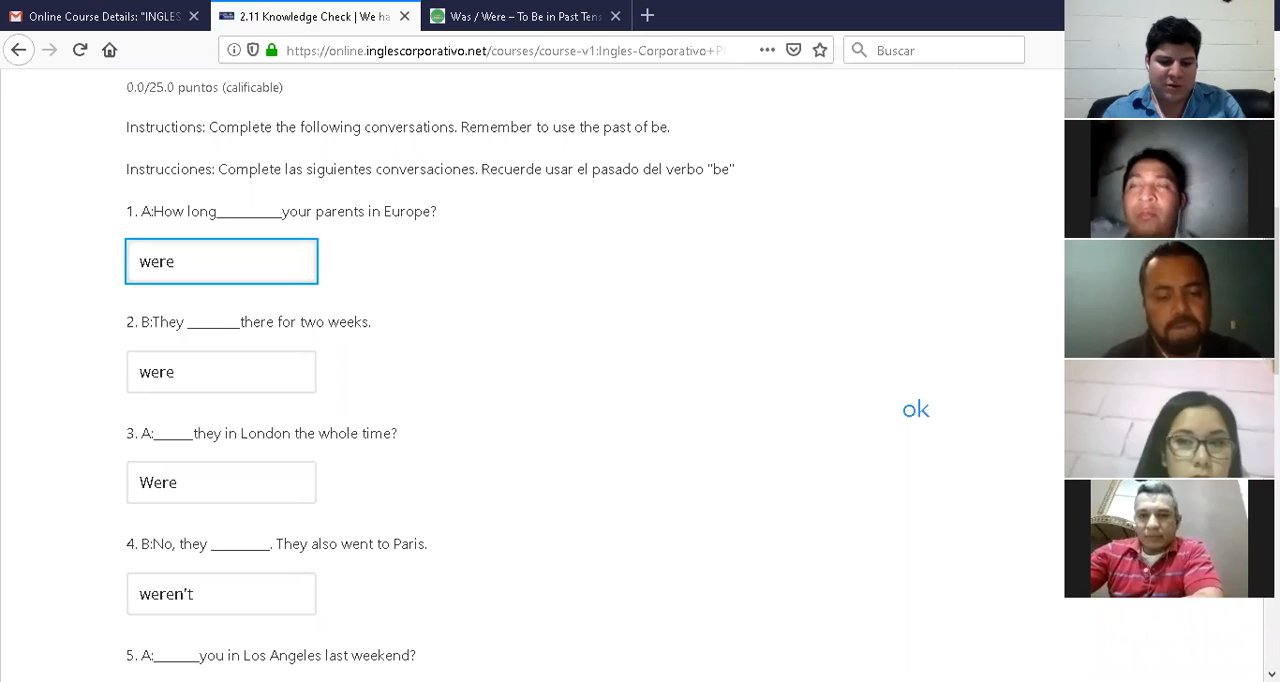 Online Course Details: "INGLES
2.11 Knowledge Check | We ha
Was / Were – To Be in Past Tens
https://online.inglescorporativo.net/courses/course-v1:Ingles-Corporativo+P
Buscar
0.0/25.0 puntos (calificable)
Instructions: Complete the following conversations. Remember to use the past of be.
Instrucciones: Complete las siguientes conversaciones. Recuerde usar el pasado del verbo "be"
1. A:How long_________your parents in Europe?
were
2. B:They _______there for two weeks.
were
ok
3. A:_____they in London the whole time?
Were
4. B:No, they ________. They also went to Paris.
weren't
5. A:______you in Los Angeles last weekend?